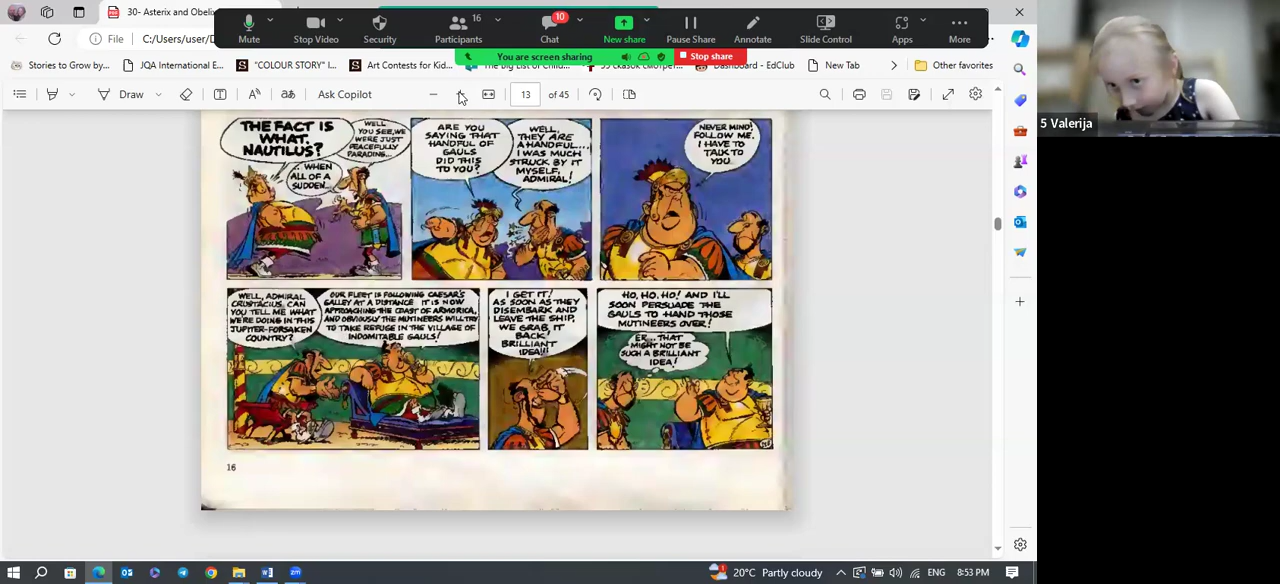 30- Asterix and Obelix
16
10
Mute
Stop Video
Security
Participants
Chat
New share
Pause Share
Annotate
Slide Control
Apps
More
You are screen sharing
Stop share
File
C:/Users/user/D
Stories to Grow by...
JQA International E...
"COLOUR STORY" I...
Art Contests for Kid...
The Big List of
Dashboard - EdClub
New Tab
Other favorites
Draw
Ask Copilot
13
of 45
5 Valerija
THE FACT IS
WHAT,
NAUTILUS?
WELL,
YOU SEE, WE
WERE JUST
PEACEFULLY
PARADING...
WHEN
ALL OF A
SUDDEN...
ARE YOU
SAYING THAT
HANDFUL OF
GAULS
DID THIS
TO YOU?
WELL,
THEY ARE
A HANDFUL...
I WAS MUCH
STRUCK BY IT
MYSELF,
ADMIRAL!
NEVER MIND!
FOLLOW ME.
I HAVE TO
TALK TO
YOU...
WELL, ADMIRAL
CRUSTACIUS, CAN
YOU TELL ME WHAT
WE'RE DOING IN THIS
JUPITER-FORSAKEN
COUNTRY?
OUR FLEET IS FOLLOWING CAESAR'S
GALLEY AT A DISTANCE. IT IS NOW
APPROACHING THE COAST OF ARMORICA,
AND OBVIOUSLY THE MUTINEERS WILL TRY
TO TAKE REFUGE IN THE VILLAGE OF
INDOMITABLE GAULS!
I GET IT!
AS SOON AS THEY
DISEMBARK AND
LEAVE THE SHIP,
WE GRAB IT
BACK!
BRILLIANT
IDEA!!!
HO, HO, HO! AND I'LL
SOON PERSUADE THE
GAULS TO HAND THOSE
MUTINEERS OVER!
ER... THAT
MIGHT NOT BE
SUCH A BRILLIANT
IDEA!
16
20°C Partly cloudy
ENG
8:53 PM